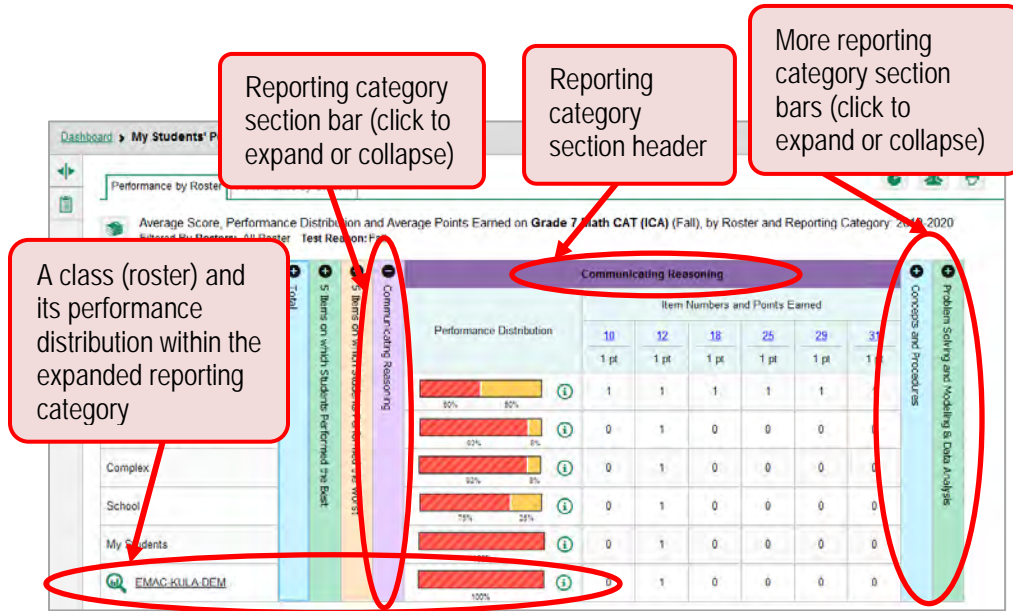 Reporting category
section bar (click to
expand or collapse)
Reporting
category
section header
More reporting
category section
bars (click to
expand or collapse)
Dashboard > My Students' P
Performance by Roster
Average Score, Performance Distribution and Average Points Earned on Grade 7 Math CAT (ICA) (Fall), by Roster and Reporting Category:
Test Reason:
A class (roster) and
its performance
distribution within the
expanded reporting
category
Total
5 Items on which Students Performed the Best
5 Items on which Students Performed the Worst
Communicating Reasoning
Communicating Reasoning
Concepts and Procedures
Problem Solving and Modeling & Data Analysis
Item Numbers and Points Earned
Performance Distribution
10 12 18 25 29 31
1 pt 1 pt 1 pt 1 pt 1 pt 1 pt
1 1 1 1 1
50% 50%
0 1 0 0 0 0
92% 8%
Complex 0 1 0 0 0 0
92% 8%
School 0 1 0 0 0 0
75% 25%
My Students 0 1 0 0 0 0
EMAC-KULA-DEM 0 1 0 0 0 0
100%